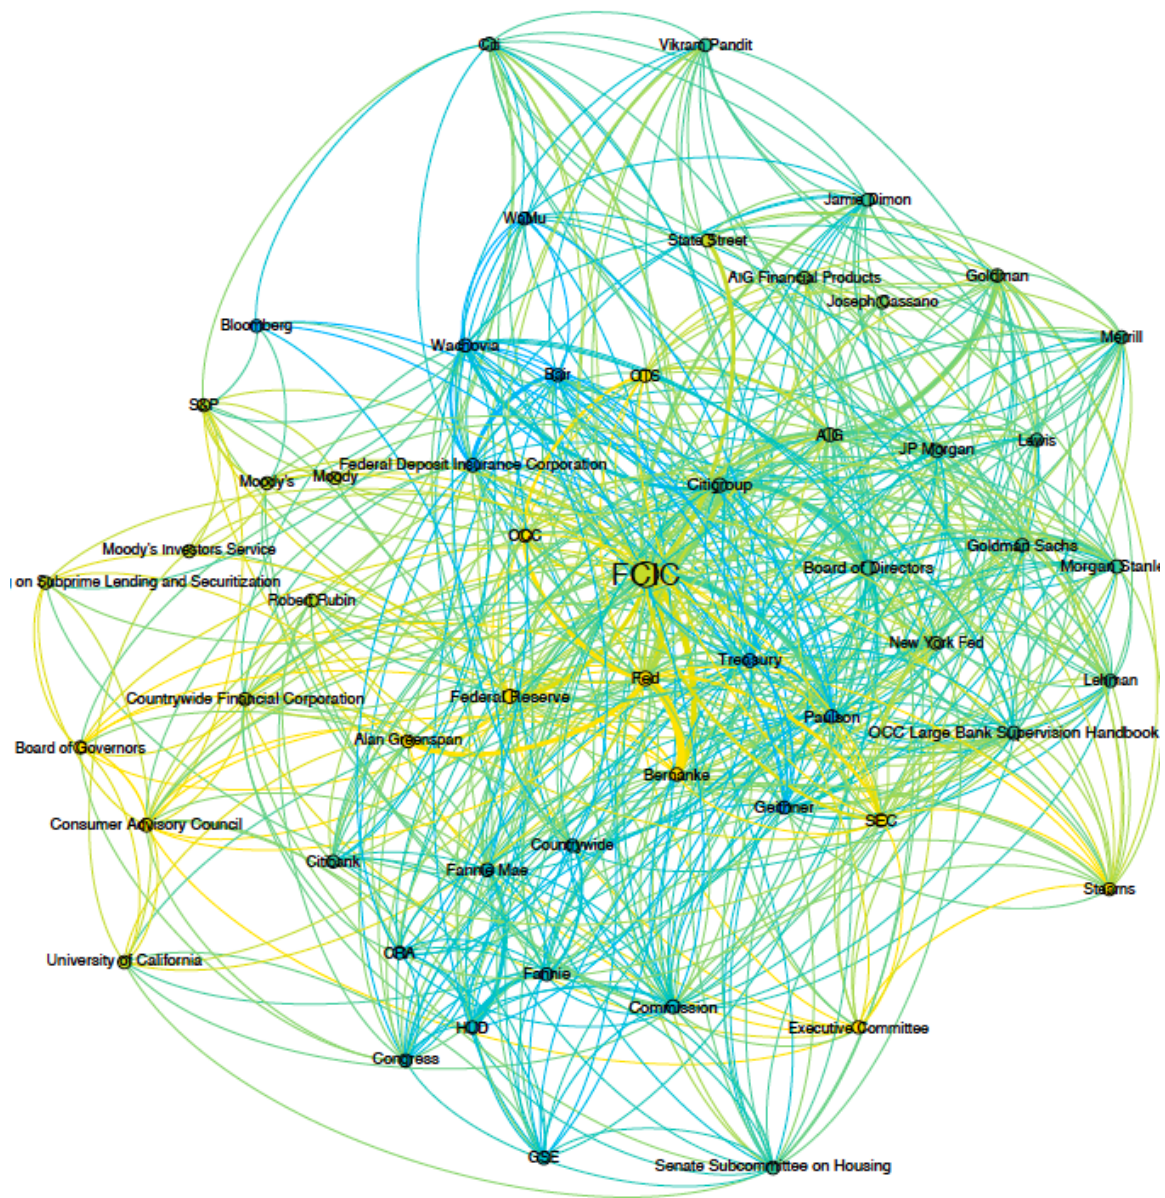 Citi
Vikram Pandit
Jamie Dimon
WaMu
State Street
AIG Financial Products
Goldman
Joseph Cassano
Bloomberg
Merrill
Wachovia
Bair
OTS
S&P
AIG
Lewis
JP Morgan
Federal Deposit Insurance Corporation
Moody's
Moody
Citigroup
OCC
Moody's Investors Service
Goldman Sachs
Board of Directors
Morgan Stanle
FCIC
on Subprime Lending and Securitization
Robert Rubin
New York Fed
Treasury
Fed
Lehman
Federal Reserve
Countrywide Financial Corporation
Paulson
OCC Large Bank Supervision Handbook
Alan Greenspan
Board of Governors
Bernanke
Geithner
SEC
Consumer Advisory Council
Countrywide
Citibank
Fannie Mae
Stearns
CRA
University of California
Fannie
Commission
HUD
Executive Committee
Congress
GSE
Senate Subcommittee on Housing